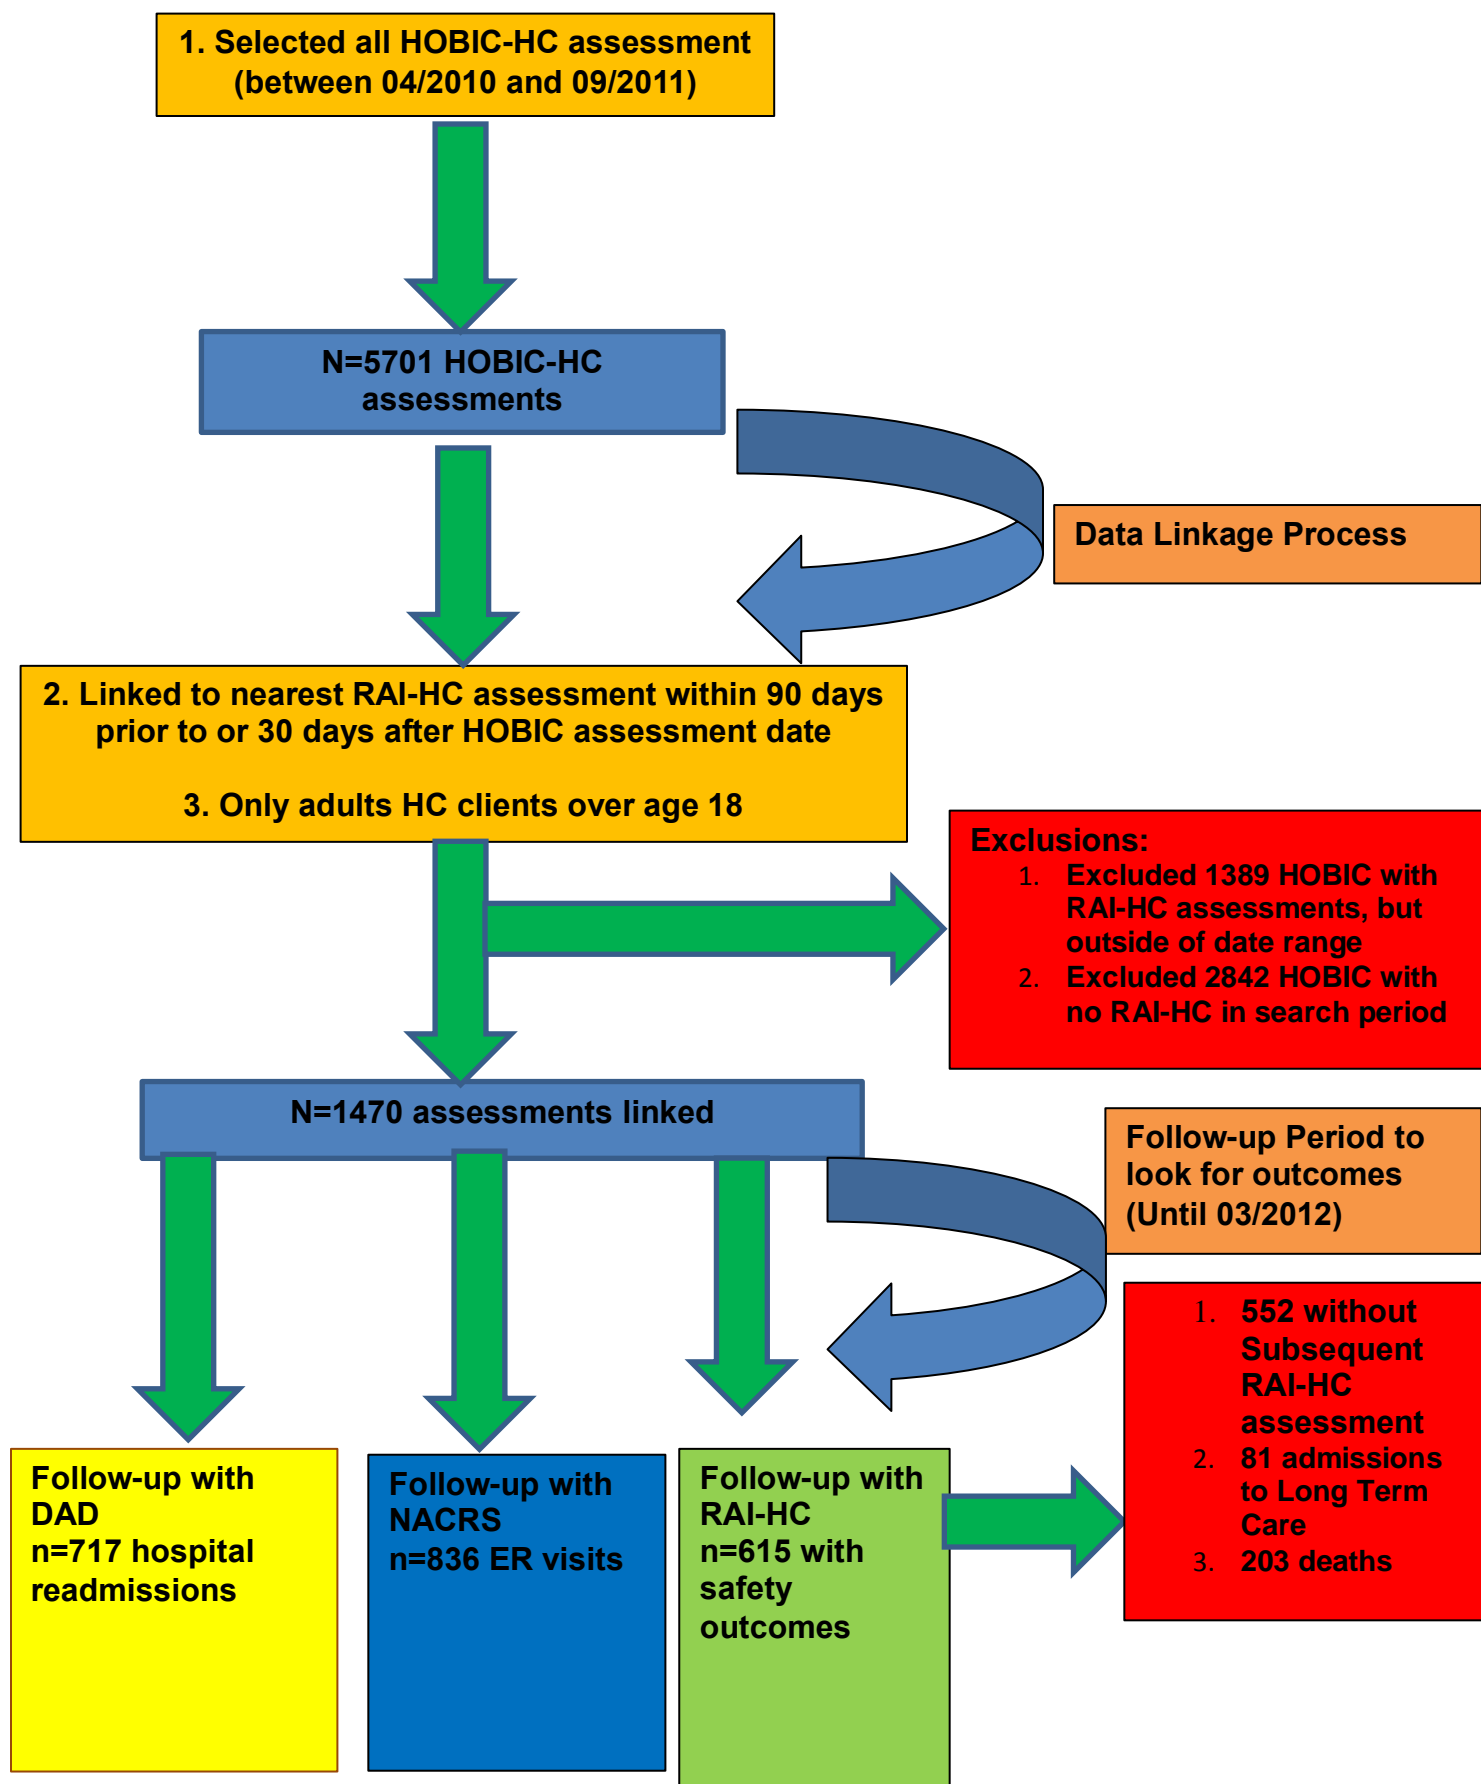 1. Selected all HOBIC-HC assessment
(between 04/2010 and 09/2011)
N=5701 HOBIC-HC
assessments
Data Linkage Process
2. Linked to nearest RAI-HC assessment within 90 days
prior to or 30 days after HOBIC assessment date
3. Only adults HC clients over age 18
Exclusions:
1. Excluded 1389 HOBIC with
RAI-HC assessments, but
outside of date range
2. Excluded 2842 HOBIC with
no RAI-HC in search period
N=1470 assessments linked
Follow-up Period to
look for outcomes
(Until 03/2012)
1. 552 without
Subsequent
RAI-HC
assessment
2. 81 admissions
to Long Term
Care
3. 203 deaths
Follow-up with
DAD
n=717 hospital
readmissions
Follow-up with
NACRS
n=836 ER visits
Follow-up with
RAI-HC
n=615 with
safety
outcomes